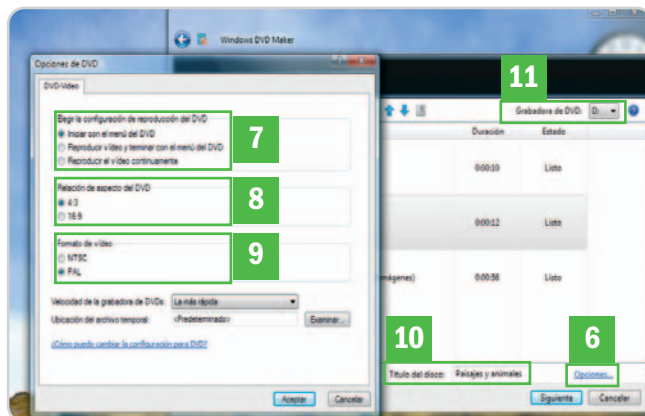 Windows DVD Maker
Opciones de DVD
DVD-Video
Elegir la configuración de reproducción del DVD
Iniciar con el menú del DVD
Reproducir vídeo y terminar con el menú del DVD
Reproducir el vídeo continuamente
7
Relación de aspecto del DVD
4:3
16:9
8
Formato de vídeo
NTSC
PAL
9
Velocidad de la grabadora de DVDs: La más rápida
Ubicación del archivo temporal: <Predeterminado> Examinar...
¿Cómo puedo cambiar la configuración para DVD?
Aceptar Cancelar
11
Grabadora de DVD: D:
Duración Estado
0:00:10 Listo
0:00:12 Listo
imágenes) 0:00:56 Listo
10
6
Título del disco: Paisajes y animales Opciones...
Siguiente Cancelar